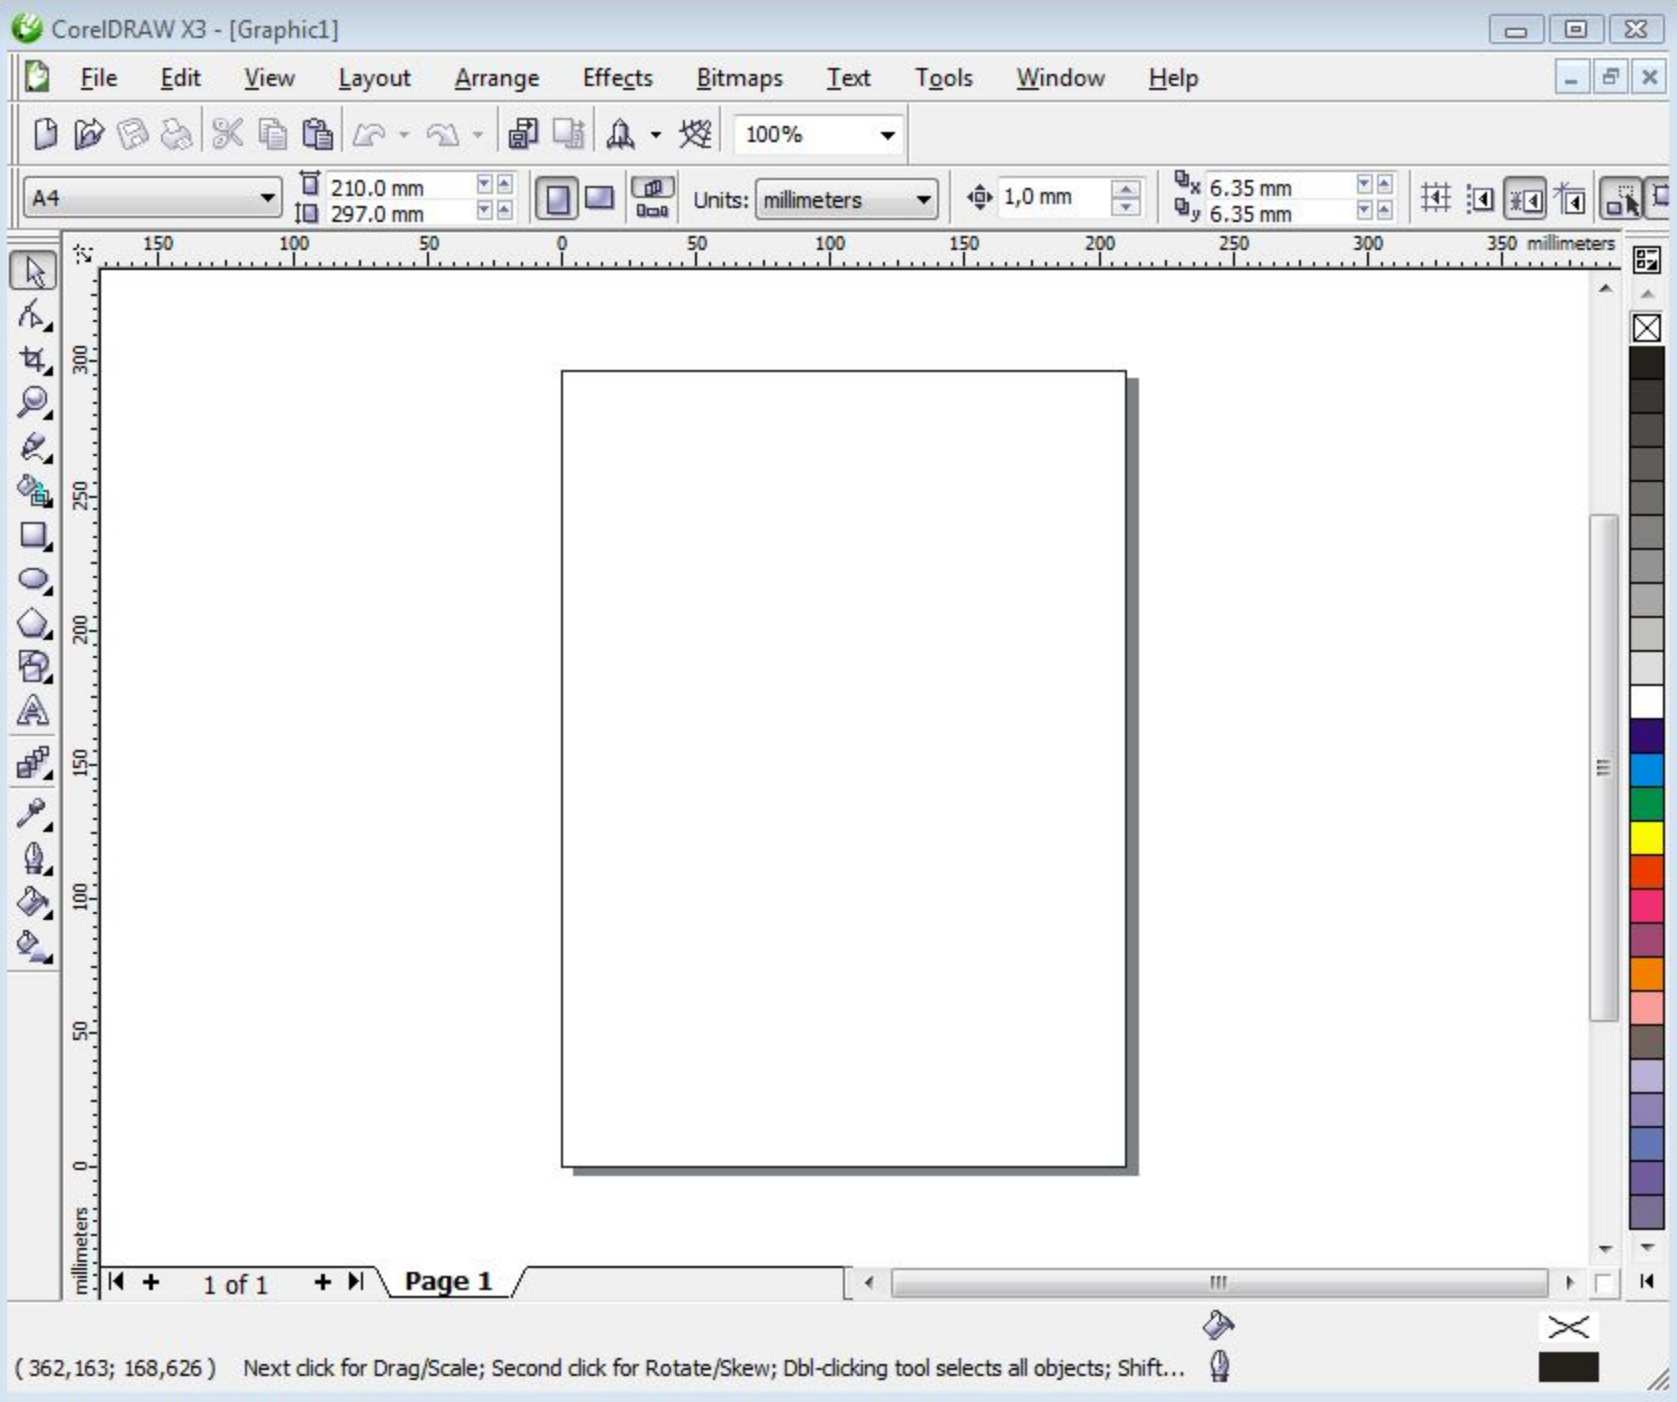 CorelDRAW X3 - [Graphic1]
File Edit View Layout Arrange Effects Bitmaps Text Tools Window Help
100%
A4
210.0 mm
297.0 mm
Units: millimeters
1,0 mm
x 6.35 mm
y 6.35 mm
150 100 50 0 50 100 150 200 250 300 350 millimeters
300
250
200
150
100
50
0
millimeters
1 of 1
Page 1
( 362,163; 168,626 ) Next click for Drag/Scale; Second click for Rotate/Skew; Dbl-clicking tool selects all objects; Shift...